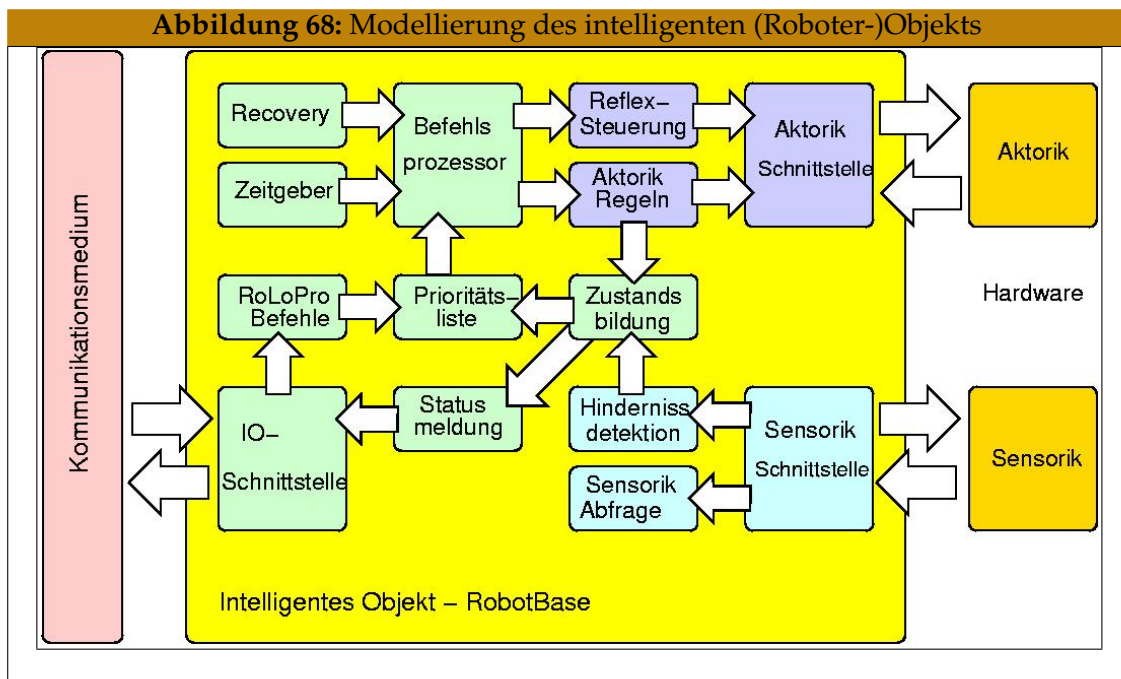 Abbildung 68: Modellierung des intelligenten (Roboter-)Objekts
Kommunikationsmedium
Recovery
Befehls
prozessor
Reflex-
Steuerung
Aktorik
Schnittstelle
Aktorik
Zeitgeber
Aktorik
Regeln
RoLoPro
Befehle
Prioritäts-
liste
Zustands
bildung
Hardware
IO-
Schnittstelle
Status
meldung
Hinderniss
detektion
Sensorik
Schnittstelle
Sensorik
Sensorik
Abfrage
Intelligentes Objekt - RobotBase